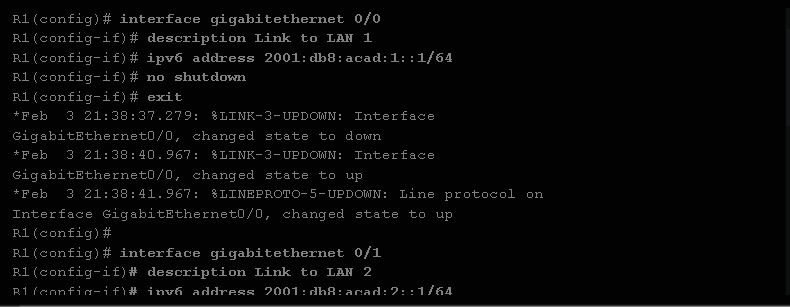 R1(config)# interface gigabitethernet 0/0
R1(config-if)# description Link to LAN 1
R1(config-if)# ipv6 address 2001:db8:acad:1::1/64
R1(config-if)# no shutdown
R1(config-if)# exit
*Feb  3 21:38:37.279: %LINK-3-UPDOWN: Interface
GigabitEthernet0/0, changed state to down
*Feb  3 21:38:40.967: %LINK-3-UPDOWN: Interface
GigabitEthernet0/0, changed state to up
*Feb  3 21:38:41.967: %LINEPROTO-5-UPDOWN: Line protocol on
Interface GigabitEthernet0/0, changed state to up
R1(config)#
R1(config)# interface gigabitethernet 0/1
R1(config-if)# description Link to LAN 2
R1(config-if)# ipv6 address 2001:db8:acad:2::1/64